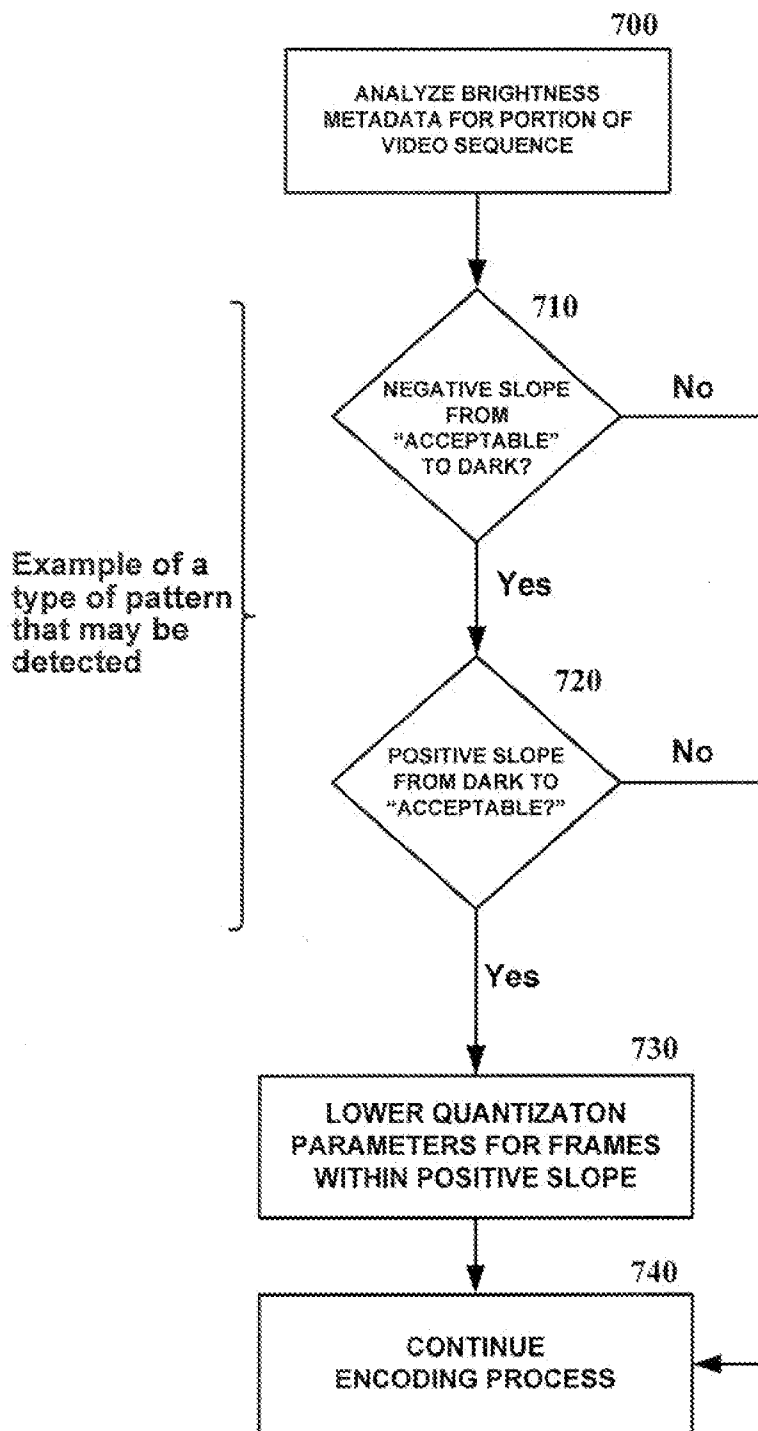 700
ANALYZE BRIGHTNESS
METADATA FOR PORTION OF
VIDEO SEQUENCE
710
NEGATIVE SLOPE
FROM
“ACCEPTABLE”
TO DARK?
No
Yes
Example of a
type of pattern
that may be
detected
720
POSITIVE SLOPE
FROM DARK TO
“ACCEPTABLE?”
No
Yes
730
LOWER QUANTIZATON
PARAMETERS FOR FRAMES
WITHIN POSITIVE SLOPE
740
CONTINUE
ENCODING PROCESS